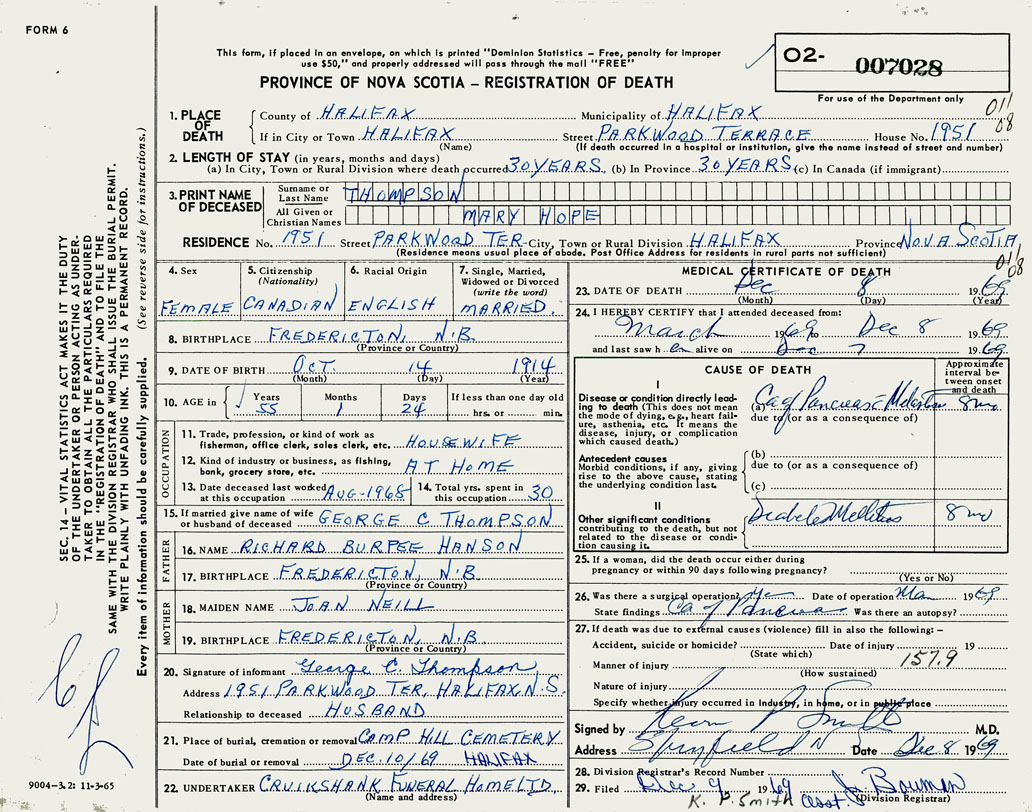 FORM 6
This form, if placed in an envelope, on which is printed "Dominion Statistics – Free, penalty for improper
use $50," and properly addressed will pass through the mail "FREE"
PROVINCE OF NOVA SCOTIA – REGISTRATION OF DEATH
02- 007028
For use of the Department only
011
08
1. PLACE OF DEATH
County of HALIFAX Municipality of HALIFAX
If in City or Town HALIFAX Street PARKWOOD TERRACE House No. 1951
(Name) (If death occurred in a hospital or institution, give the name instead of street and number)
2. LENGTH OF STAY (in years, months and days)
(a) In City, Town or Rural Division where death occurred 30 YEARS (b) In Province 30 YEARS (c) In Canada (if immigrant)
3. PRINT NAME OF DECEASED
Surname or Last Name THOMPSON
All Given or Christian Names MARY HOPE
RESIDENCE No. 1951 Street PARKWOOD TER City, Town or Rural Division HALIFAX Province NOVA SCOTIA
(Residence means usual place of abode. Post Office Address for residents in rural parts not sufficient)
011
08
4. Sex
FEMALE
5. Citizenship
(Nationality)
CANADIAN
6. Racial Origin
ENGLISH
7. Single, Married,
Widowed or Divorced
(write the word)
MARRIED.
8. BIRTHPLACE FREDERICTON, N.B.
(Province or Country)
9. DATE OF BIRTH OCT. 14 1914
(Month) (Day) (Year)
10. AGE in
Years Months Days If less than one day old
55 1 24 hrs. or min.
OCCUPATION
11. Trade, profession, or kind of work as
fishermen, office clerk, sales clerk, etc. HOUSEWIFE
12. Kind of industry or business, as fishing,
bank, grocery store, etc. AT HOME
13. Date deceased last worked
at this occupation AUG-1968
14. Total yrs. spent in
this occupation 30
15. If married give name of wife
or husband of deceased GEORGE C THOMPSON
FATHER
16. NAME RICHARD BURPEE HANSON
17. BIRTHPLACE FREDERICTON, N.B.
(Province or Country)
MOTHER
18. MAIDEN NAME JOAN NEILL
19. BIRTHPLACE FREDERICTON, N.B.
(Province or Country)
20. Signature of informant George C. Thompson
Address 1951 PARKWOOD TER, HALIFAX, N.S.
Relationship to deceased HUSBAND
21. Place of burial, cremation or removal CAMP HILL CEMETERY
Date of burial or removal DEC. 10/69 HALIFAX
22. UNDERTAKER CRUIKSHANK FUNERAL HOME LTD.
(Name and address)
MEDICAL CERTIFICATE OF DEATH
23. DATE OF DEATH Dec 8 1969
(Month) (Day) (Year)
24. I HEREBY CERTIFY that I attended deceased from:
March 1969 to Dec 8 1969
and last saw h er alive on Dec 7 1969
CAUSE OF DEATH
Approximate interval between onset and death
I
Disease or condition directly leading to death (This does not
mean the mode of dying, e.g., heart failure, asthenia, etc. It means the
disease, injury, or complication
which caused death.)
(a) Ca of Pancreas c Metastases 8 mo
due to (or as a consequence of)
Antecedent causes
Morbid conditions, if any, giving
rise to the above cause, stating
the underlying condition last.
(b)
due to (or as a consequence of)
(c)
II
Other significant conditions
contributing to the death, but not
related to the disease or condition causing it.
Diabetes Mellitus 8 mo
25. If a woman, did the death occur either during
pregnancy or within 90 days following pregnancy?
(Yes or No)
26. Was there a surgical operation? Yes Date of operation Mar 1969
State findings Ca of Pancreas Was there an autopsy?
27. If death was due to external causes (violence) fill in also the following: –
Accident, suicide or homicide? Date of injury 19
(State which)
157.9
Manner of injury
(How sustained)
Nature of injury
Specify whether injury occurred in Industry, in home, or in public place
Signed by Kevin P Smith M.D.
Address Spryfield N Date Dec 8 1969
28. Division Registrar's Record Number
29. Filed Dec 9 1969 J. Bauman
K. P. Smith Asst (Division Registrar)
SEC. 14 – VITAL STATISTICS ACT MAKES IT THE DUTY
OF THE UNDERTAKER OR PERSON ACTING AS UNDER-
TAKER TO OBTAIN ALL THE PARTICULARS REQUIRED
IN THE "REGISTRATION OF DEATH" AND TO FILE THE
SAME WITH THE DIVISION REGISTRAR WHO SHALL ISSUE THE BURIAL PERMIT.
WRITE PLAINLY WITH UNFADING INK. THIS IS A PERMANENT RECORD.
Every item of information should be carefully supplied. (See reverse side for instructions.)
9004-3.2: 11-3-65